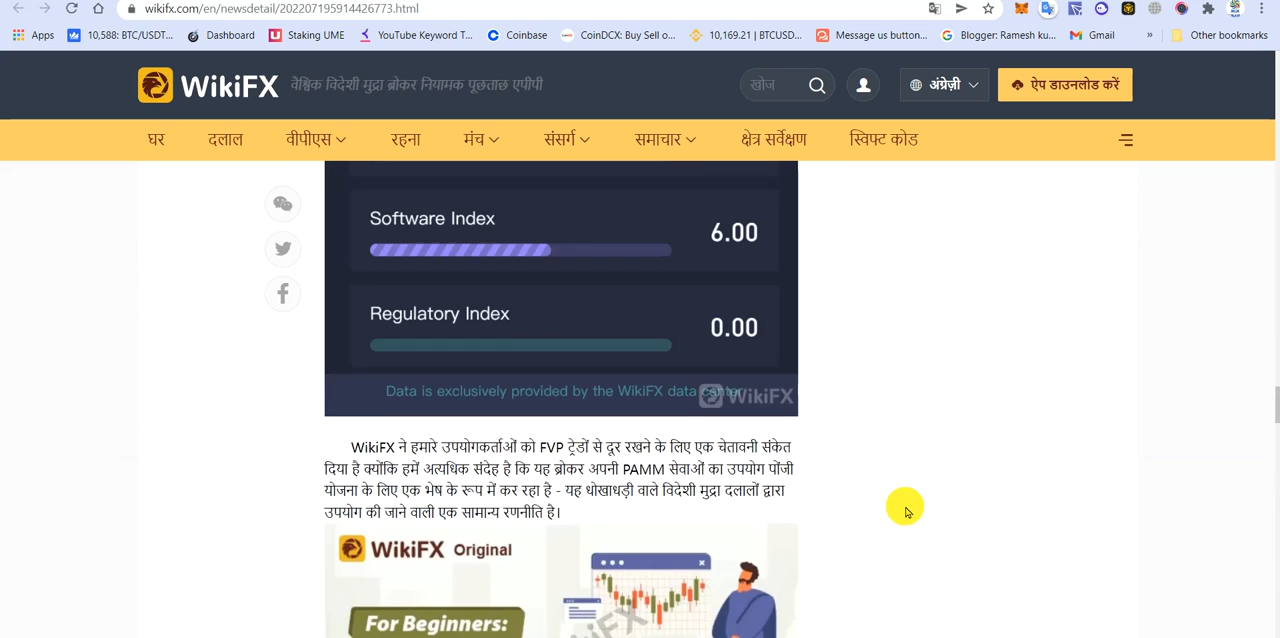 wikifx.com/en/newsdetail/202207195914426773.html
Apps 10,588: BTC/USDT... Dashboard Staking UME YouTube Keyword T... Coinbase CoinDCX: Buy Sell o... 10,169.21 | BTCUSD... Message us button... Blogger: Ramesh ku... Gmail » Other bookmarks
WikiFX वैश्विक विदेशी मुद्रा ब्रोकर नियामक पूछताछ एपीपी खोज अंग्रेज़ी ऐप डाउनलोड करें
घर दलाल वीपीएस रहना मंच संसर्ग समाचार क्षेत्र सर्वेक्षण स्विफ्ट कोड
Software Index 6.00
Regulatory Index 0.00
Data is exclusively provided by the WikiFX data center
WikiFX
WikiFX ने हमारे उपयोगकर्ताओं को FVP ट्रेडों से दूर रखने के लिए एक चेतावनी संकेत
दिया है क्योंकि हमें अत्यधिक संदेह है कि यह ब्रोकर अपनी PAMM सेवाओं का उपयोग पोंजी
योजना के लिए एक भेष के रूप में कर रहा है - यह धोखाधड़ी वाले विदेशी मुद्रा दलालों द्वारा
उपयोग की जाने वाली एक सामान्य रणनीति है।
WikiFX Original
For Beginners:
WikiFX